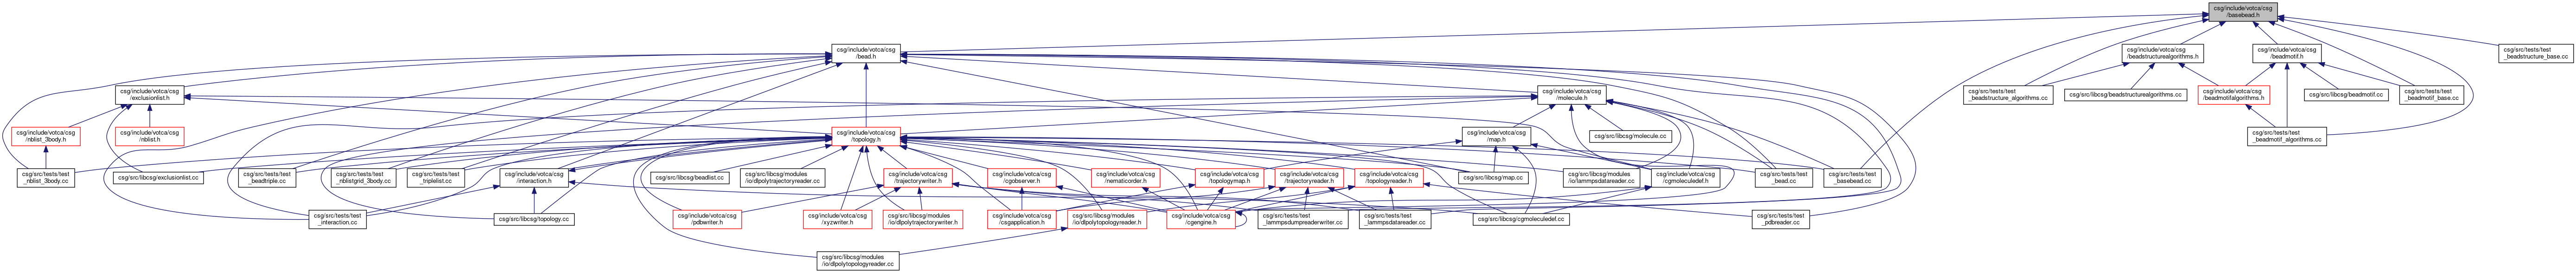 csg/include/votca/csg
/basebead.h
csg/include/votca/csg
/bead.h
csg/include/votca/csg
/beadstructurealgorithms.h
csg/include/votca/csg
/beadmotif.h
csg/src/tests/test
_beadstructure_base.cc
csg/include/votca/csg
/exclusionlist.h
csg/include/votca/csg
/molecule.h
csg/src/tests/test
_beadstructure_algorithms.cc
csg/src/libcsg/beadstructurealgorithms.cc
csg/include/votca/csg
/beadmotifalgorithms.h
csg/src/libcsg/beadmotif.cc
csg/src/tests/test
_beadmotif_base.cc
csg/include/votca/csg
/nblist_3body.h
csg/include/votca/csg
/nblist.h
csg/include/votca/csg
/topology.h
csg/include/votca/csg
/map.h
csg/src/libcsg/molecule.cc
csg/src/tests/test
_beadmotif_algorithms.cc
csg/src/tests/test
_nblist_3body.cc
csg/src/libcsg/exclusionlist.cc
csg/src/tests/test
_beadtriple.cc
csg/src/tests/test
_nblistgrid_3body.cc
csg/src/tests/test
_triplelist.cc
csg/include/votca/csg
/interaction.h
csg/src/libcsg/beadlist.cc
csg/src/libcsg/modules
/io/dlpolytrajectoryreader.cc
csg/include/votca/csg
/trajectorywriter.h
csg/include/votca/csg
/cgobserver.h
csg/include/votca/csg
/nematicorder.h
csg/include/votca/csg
/topologymap.h
csg/include/votca/csg
/trajectoryreader.h
csg/include/votca/csg
/topologyreader.h
csg/src/libcsg/map.cc
csg/src/libcsg/modules
/io/lammpsdatareader.cc
csg/include/votca/csg
/cgmoleculedef.h
csg/src/tests/test
_bead.cc
csg/src/tests/test
_basebead.cc
csg/src/tests/test
_interaction.cc
csg/src/libcsg/topology.cc
csg/include/votca/csg
/pdbwriter.h
csg/include/votca/csg
/xyzwriter.h
csg/src/libcsg/modules
/io/dlpolytrajectorywriter.h
csg/include/votca/csg
/csgapplication.h
csg/src/libcsg/modules
/io/dlpolytopologyreader.h
csg/include/votca/csg
/cgengine.h
csg/src/tests/test
_lammpsdumpreaderwriter.cc
csg/src/tests/test
_lammpsdatareader.cc
csg/src/libcsg/cgmoleculedef.cc
csg/src/tests/test
_pdbreader.cc
csg/src/libcsg/modules
/io/dlpolytopologyreader.cc